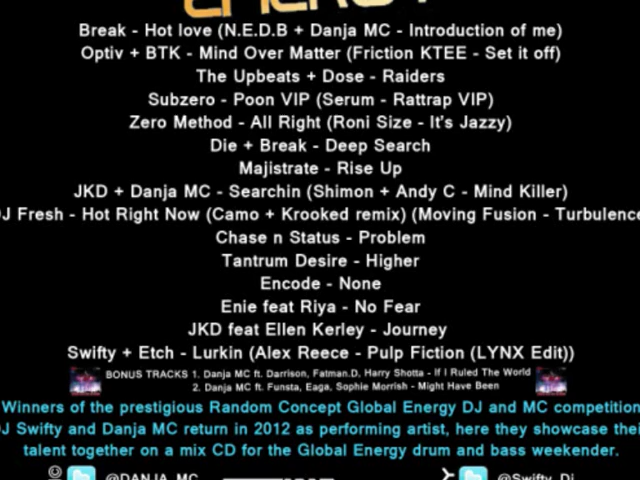 ENERGY
Break - Hot love (N.E.D.B + Danja MC - Introduction of me)
Optiv + BTK - Mind Over Matter (Friction KTEE - Set it off)
The Upbeats + Dose - Raiders
Subzero - Poon VIP (Serum - Rattrap VIP)
Zero Method - All Right (Roni Size - It's Jazzy)
Die + Break - Deep Search
Majistrate - Rise Up
JKD + Danja MC - Searchin (Shimon + Andy C - Mind Killer)
DJ Fresh - Hot Right Now (Camo + Krooked remix) (Moving Fusion - Turbulence
Chase n Status - Problem
Tantrum Desire - Higher
Encode - None
Enie feat Riya - No Fear
JKD feat Ellen Kerley - Journey
Swifty + Etch - Lurkin (Alex Reece - Pulp Fiction (LYNX Edit))
BONUS TRACKS 1. Danja MC ft. Darrison, Fatman.D, Harry Shotta - If I Ruled The World
2. Danja MC ft. Funsta, Eaga, Sophie Morrish - Might Have Been
Winners of the prestigious Random Concept Global Energy DJ and MC competition
DJ Swifty and Danja MC return in 2012 as performing artist, here they showcase their
talent together on a mix CD for the Global Energy drum and bass weekender.
@DANJA_MC @Swifty_Dj